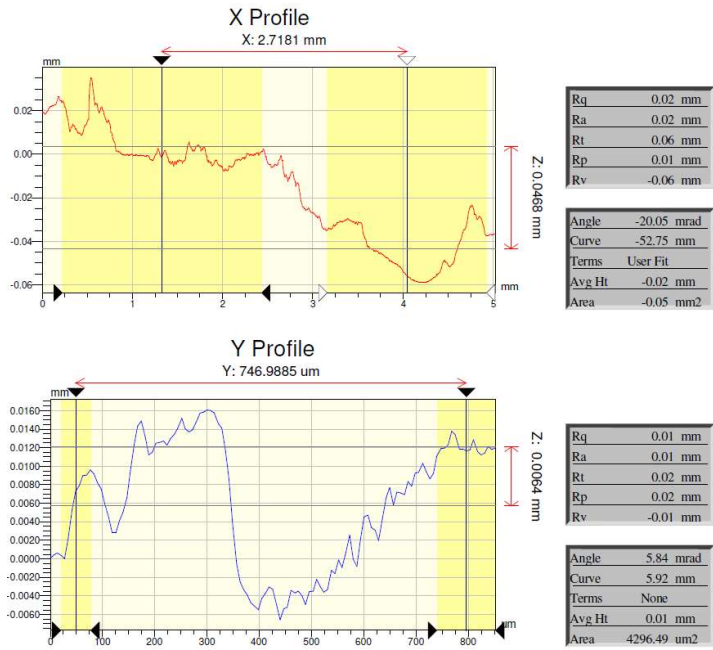 X Profile
X: 2.7181 mm
mm
0.02
0.00
-0.02
-0.04
-0.06
0 1 2 3 4 5
mm
Z: 0.0468 mm
Rq 0.02 mm
Ra 0.02 mm
Rt 0.06 mm
Rp 0.01 mm
Rv -0.06 mm
Angle -20.05 mrad
Curve -52.75 mm
Terms User Fit
Avg Ht -0.02 mm
Area -0.05 mm2
Y Profile
Y: 746.9885 um
mm
0.0160
0.0140
0.0120
0.0100
0.0080
0.0060
0.0040
0.0020
0.0000
-0.0020
-0.0040
-0.0060
0 100 200 300 400 500 600 700 800
um
Z: 0.0064 mm
Rq 0.01 mm
Ra 0.01 mm
Rt 0.02 mm
Rp 0.02 mm
Rv -0.01 mm
Angle 5.84 mrad
Curve 5.92 mm
Terms None
Avg Ht 0.01 mm
Area 4296.49 um2